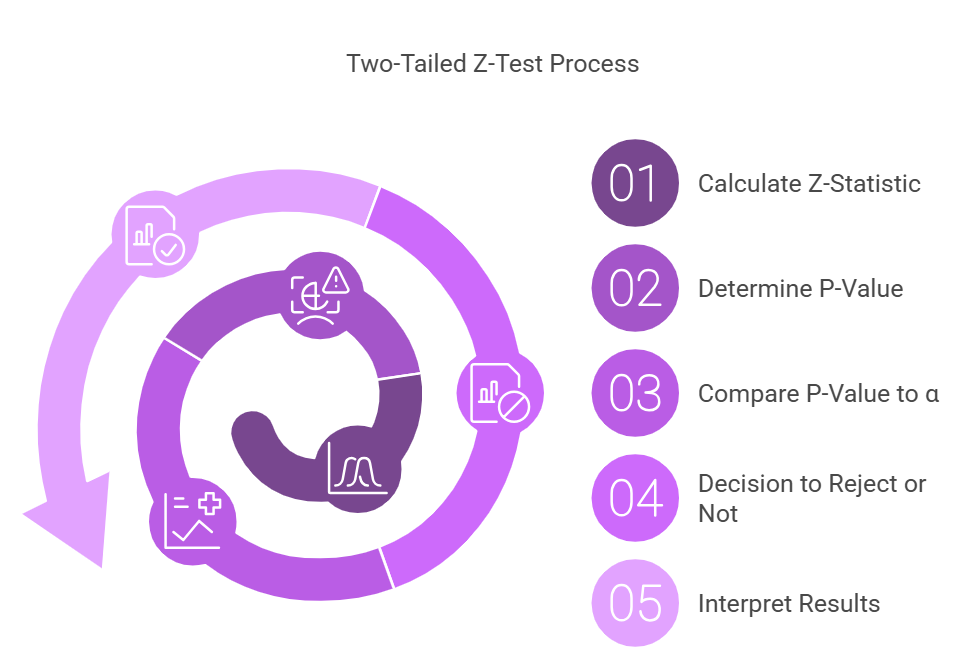 Two-Tailed Z-Test Process
01
Calculate Z-Statistic
02
Determine P-Value
03
Compare P-Value to α
04
Decision to Reject or
Not
05
Interpret Results